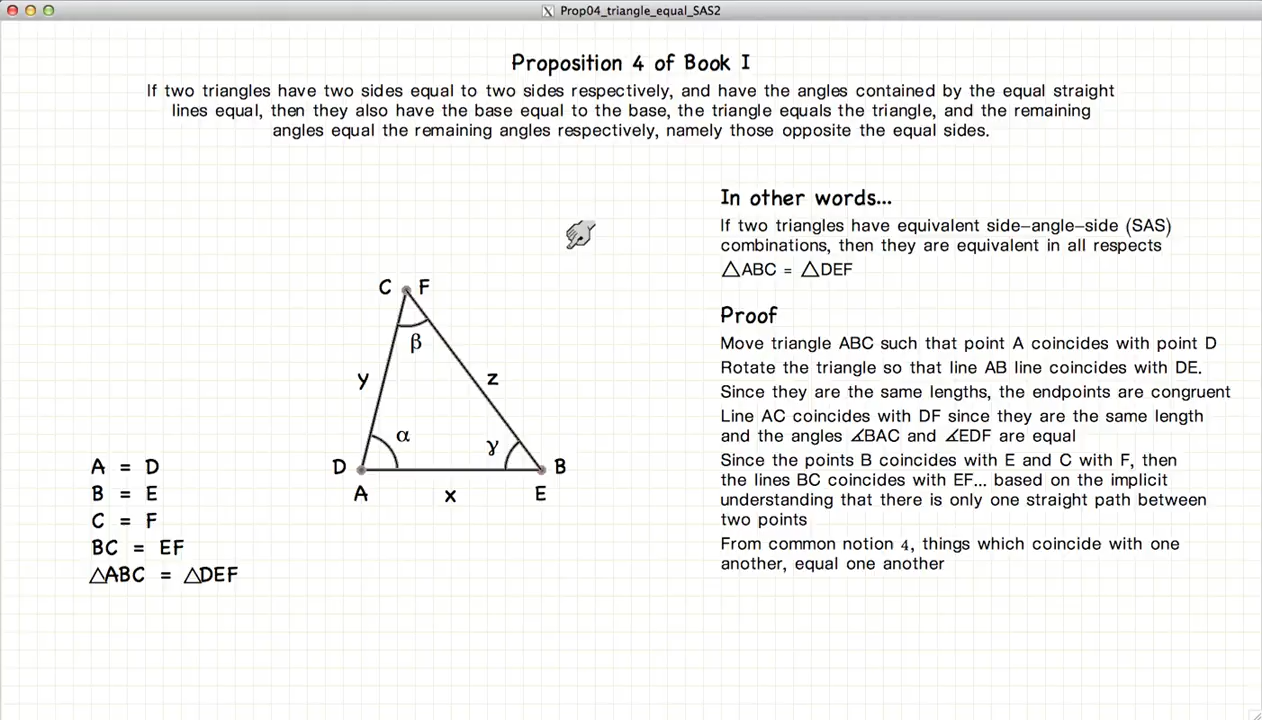 Prop04_triangle_equal_SAS2
Proposition 4 of Book I
If two triangles have two sides equal to two sides respectively, and have the angles contained by the equal straight
lines equal, then they also have the base equal to the base, the triangle equals the triangle, and the remaining
angles equal the remaining angles respectively, namely those opposite the equal sides.
In other words...
If two triangles have equivalent side-angle-side (SAS)
combinations, then they are equivalent in all respects
△ABC = △DEF
Proof
Move triangle ABC such that point A coincides with point D
Rotate the triangle so that line AB line coincides with DE.
Since they are the same lengths, the endpoints are congruent
Line AC coincides with DF since they are the same length
and the angles ∡BAC and ∡EDF are equal
Since the points B coincides with E and C with F, then
the lines BC coincides with EF... based on the implicit
understanding that there is only one straight path between
two points
From common notion 4, things which coincide with one
another, equal one another
C F
β
y z
α γ
D B
A x E
A = D
B = E
C = F
BC = EF
△ABC = △DEF